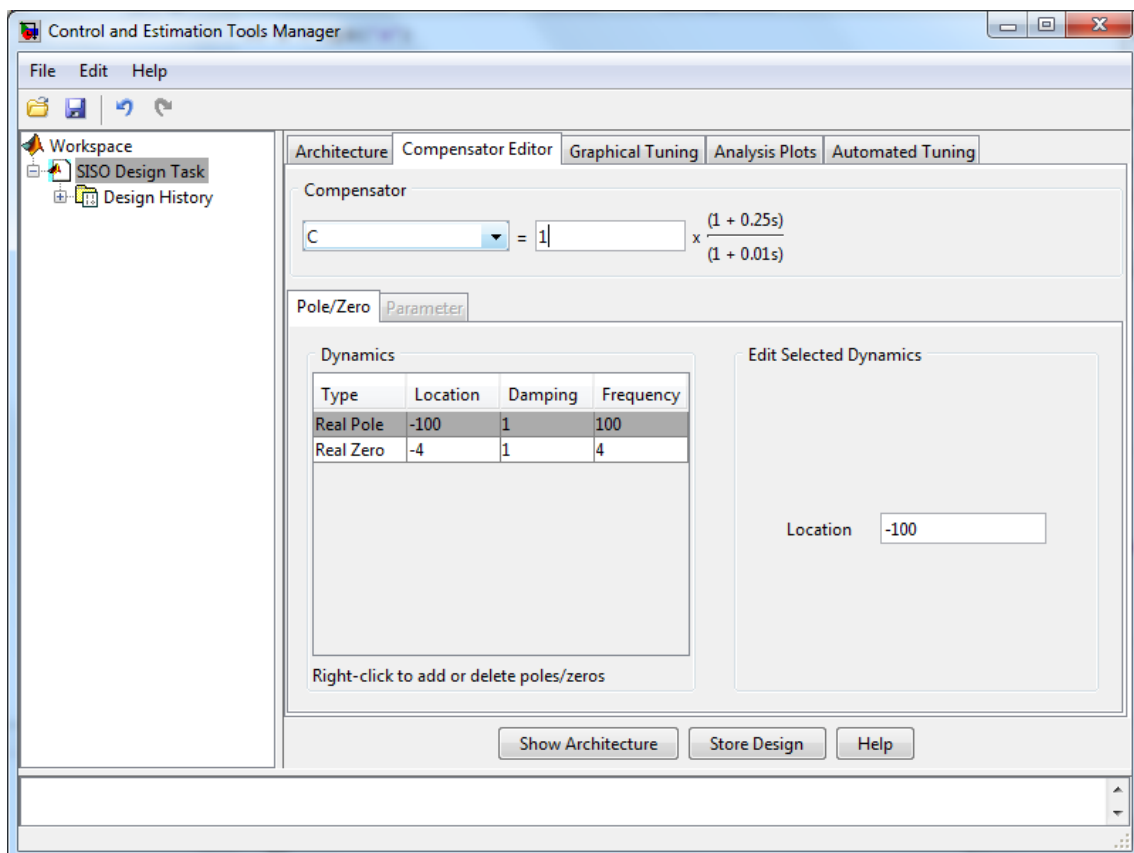 Control and Estimation Tools Manager
File Edit Help
Workspace
SISO Design Task
Design History
Architecture Compensator Editor Graphical Tuning Analysis Plots Automated Tuning
Compensator
C = 1 x (1 + 0.25s)
(1 + 0.01s)
Pole/Zero Parameter
Dynamics
Type Location Damping Frequency
Real Pole -100 1 100
Real Zero -4 1 4
Right-click to add or delete poles/zeros
Edit Selected Dynamics
Location -100
Show Architecture Store Design Help